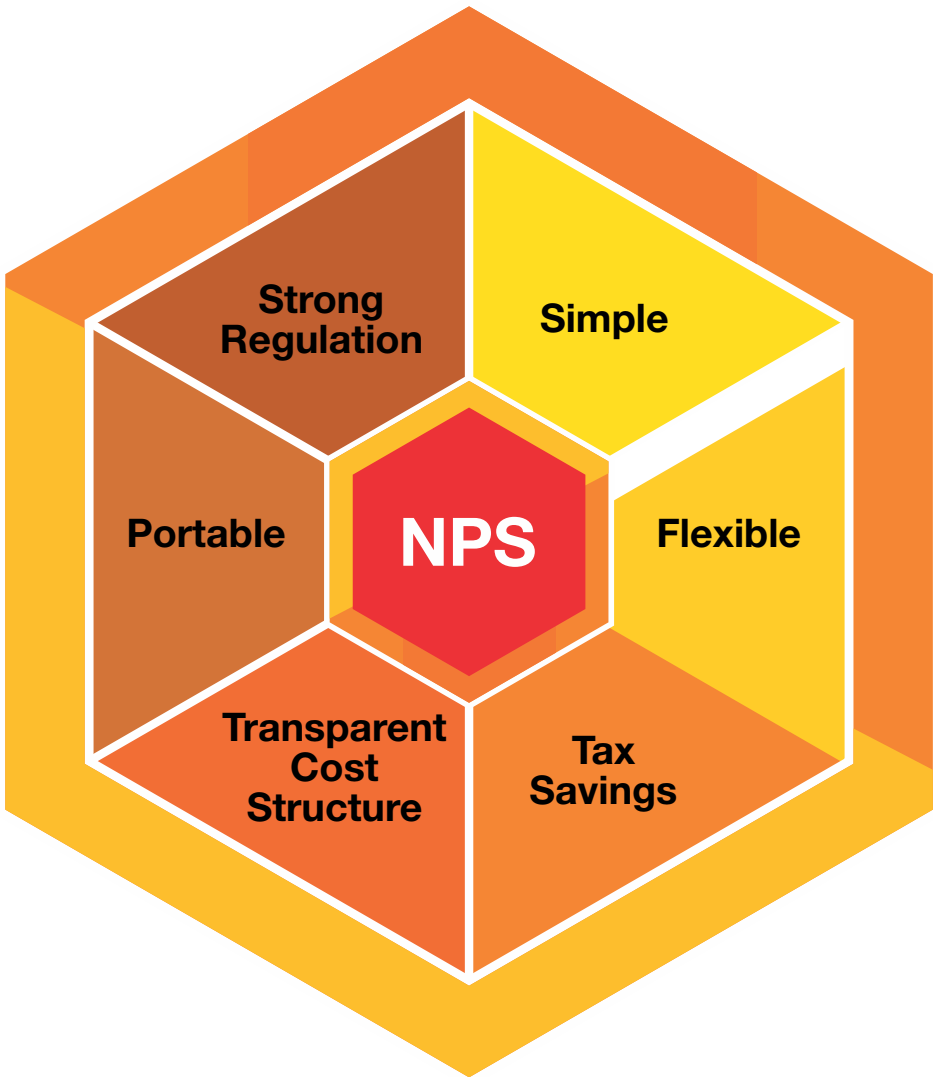 Strong
Regulation
Simple
Portable
NPS
Flexible
Transparent
Cost
Structure
Tax
Savings